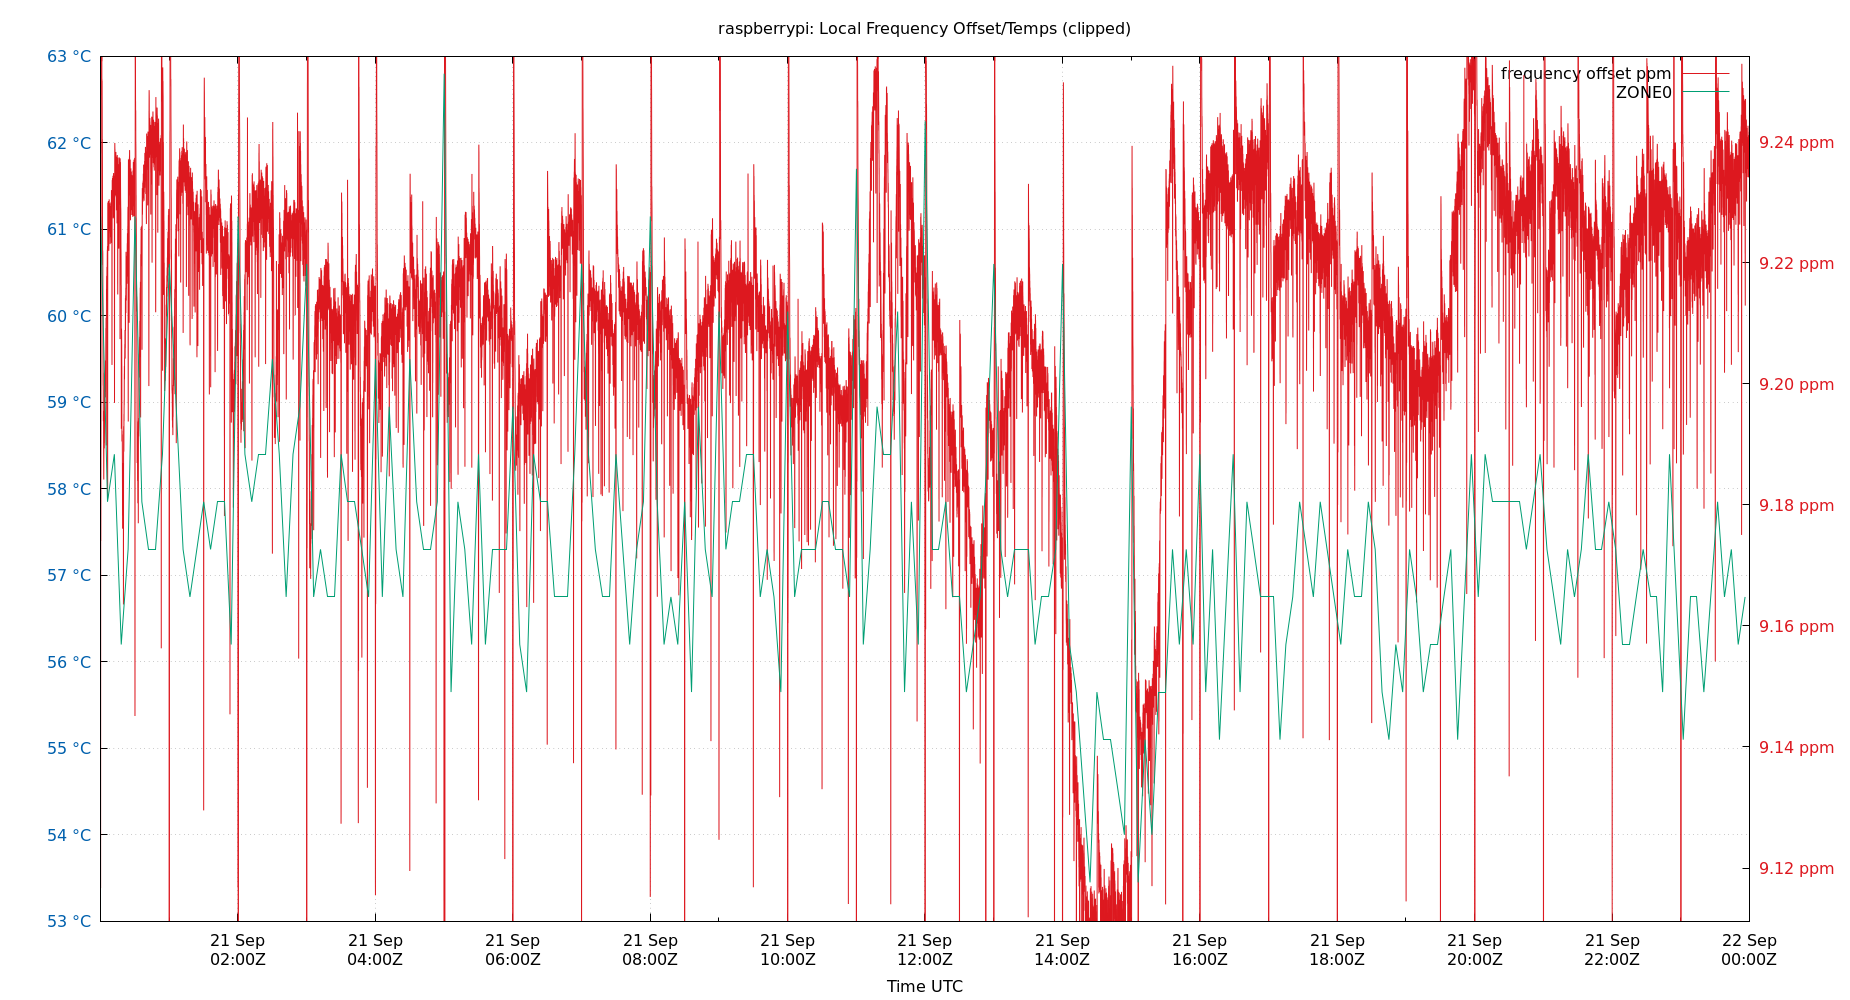 raspberrypi: Local Frequency Offset/Temps (clipped)
63 °C
62 °C
61 °C
60 °C
59 °C
58 °C
57 °C
56 °C
55 °C
54 °C
53 °C
frequency offset ppm
ZONE0
9.24 ppm
9.22 ppm
9.20 ppm
9.18 ppm
9.16 ppm
9.14 ppm
9.12 ppm
21 Sep
02:00Z
21 Sep
04:00Z
21 Sep
06:00Z
21 Sep
08:00Z
21 Sep
10:00Z
21 Sep
12:00Z
21 Sep
14:00Z
21 Sep
16:00Z
21 Sep
18:00Z
21 Sep
20:00Z
21 Sep
22:00Z
22 Sep
00:00Z
Time UTC